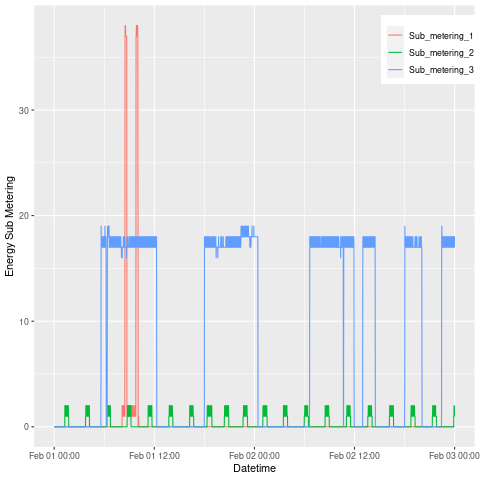 Sub_metering_1
Sub_metering_2
Sub_metering_3
Energy Sub Metering
30
20
10
0
Feb 01 00:00
Feb 01 12:00
Feb 02 00:00
Feb 02 12:00
Feb 03 00:00
Datetime